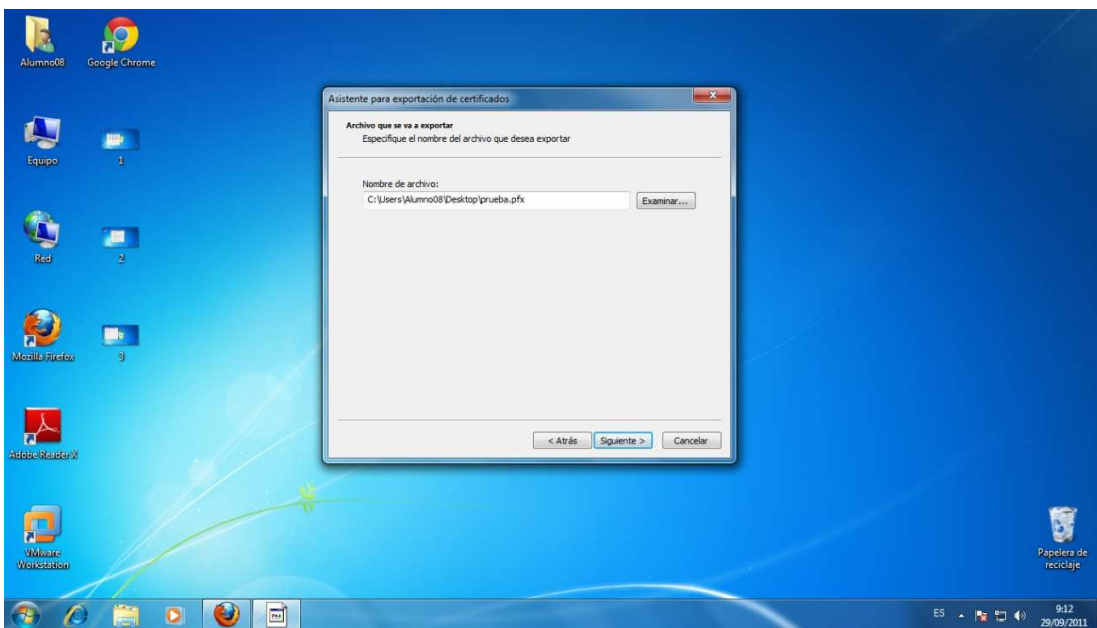 Alumno08
Google Chrome
Equipo
1
Red
2
Mozilla Firefox
3
Adobe Reader X
VMware
Workstation
Asistente para exportación de certificados
Archivo que se va a exportar
Especifique el nombre del archivo que desea exportar
Nombre de archivo:
C:\Users\Alumno08\Desktop\prueba.pfx
Examinar...
< Atrás
Siguiente >
Cancelar
Papelera de
reciclaje
ES
9:12
29/09/2011